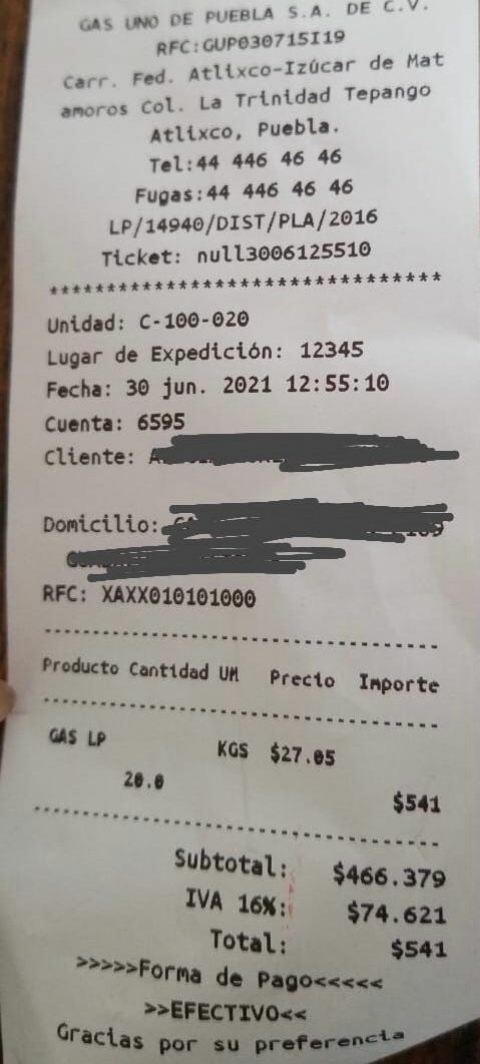 GAS UNO DE PUEBLA S.A. DE C.V.
RFC:GUP030715I19
Carr. Fed. Atlixco-Izúcar de Mat
amoros Col. La Trinidad Tepango
Atlixco, Puebla.
Tel:44 446 46 46
Fugas:44 446 46 46
LP/14940/DIST/PLA/2016
Ticket: null3006125510
**********************************
Unidad: C-100-020
Lugar de Expedición: 12345
Fecha: 30 jun. 2021 12:55:10
Cuenta: 6595
Cliente:
Domicilio:
RFC: XAXX010101000
Producto Cantidad UM Precio Importe
GAS LP KGS $27.05
20.0 $541
Subtotal: $466.379
IVA 16%: $74.621
Total: $541
>>>>>Forma de Pago<<<<<
>>EFECTIVO<<
Gracias por su preferencia